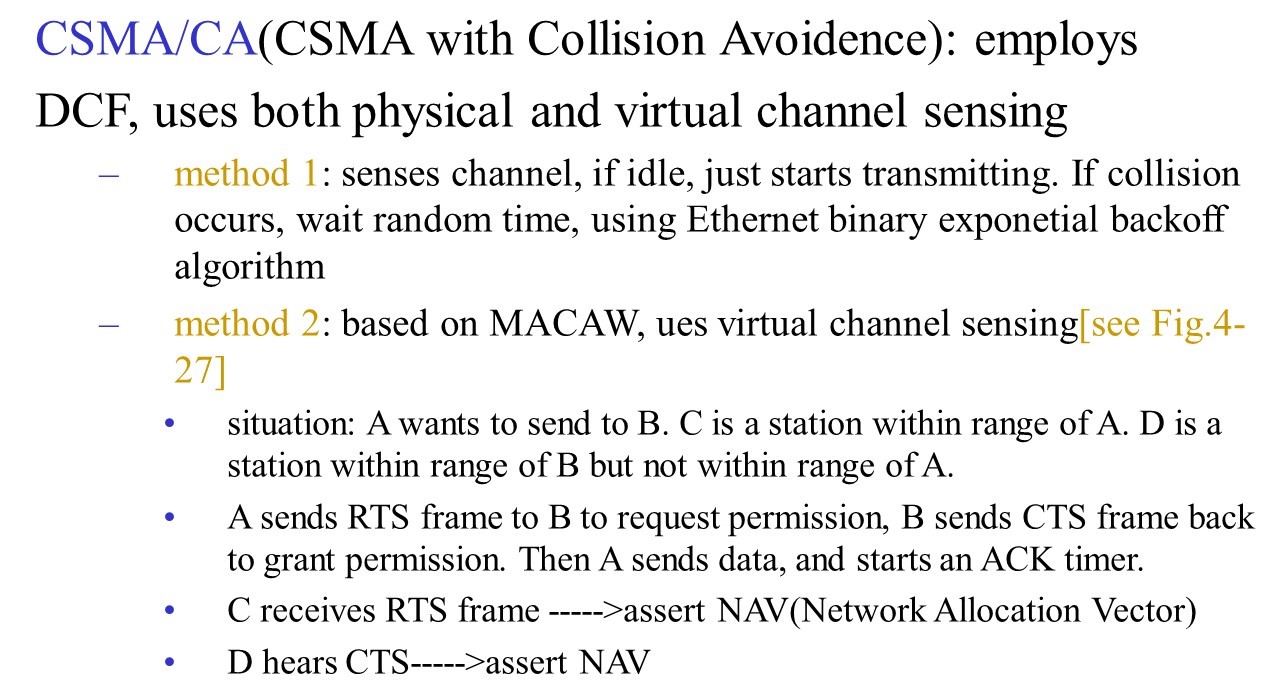 CSMA/CA(CSMA with Collision Avoidence): employs
DCF, uses both physical and virtual channel sensing
– method 1: senses channel, if idle, just starts transmitting. If collision
occurs, wait random time, using Ethernet binary exponetial backoff
algorithm
– method 2: based on MACAW, ues virtual channel sensing[see Fig.4-
27]
• situation: A wants to send to B. C is a station within range of A. D is a
station within range of B but not within range of A.
• A sends RTS frame to B to request permission, B sends CTS frame back
to grant permission. Then A sends data, and starts an ACK timer.
• C receives RTS frame ----->assert NAV(Network Allocation Vector)
• D hears CTS----->assert NAV